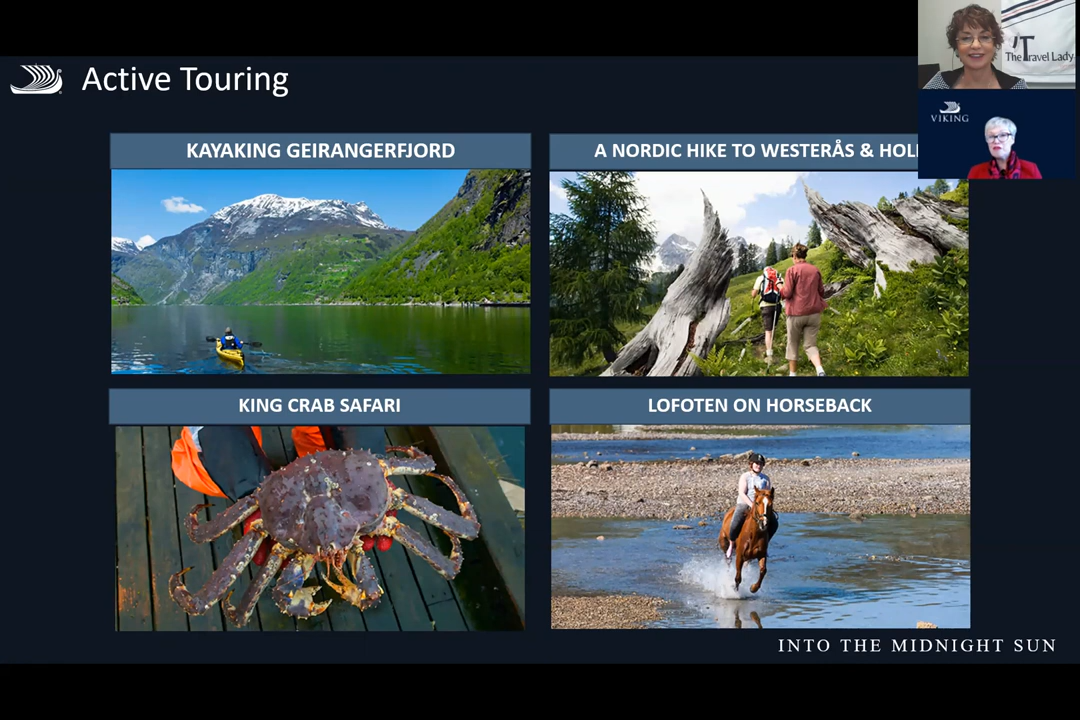 Active Touring
'T
The Travel Lady
VIKING
KAYAKING GEIRANGERFJORD
A NORDIC HIKE TO WESTERÅS &
KING CRAB SAFARI
LOFOTEN ON HORSEBACK
INTO THE MIDNIGHT SUN